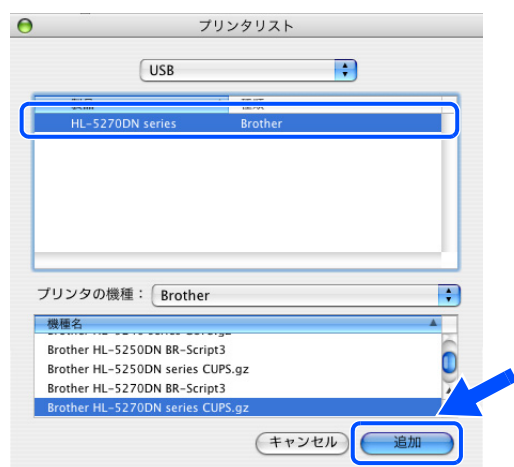 プリンタリスト
USB
HL-5270DN series Brother
プリンタの機種： Brother
機種名
Brother HL-5250DN BR-Script3
Brother HL-5250DN series CUPS.gz
Brother HL-5270DN BR-Script3
Brother HL-5270DN series CUPS.gz
キャンセル 追加